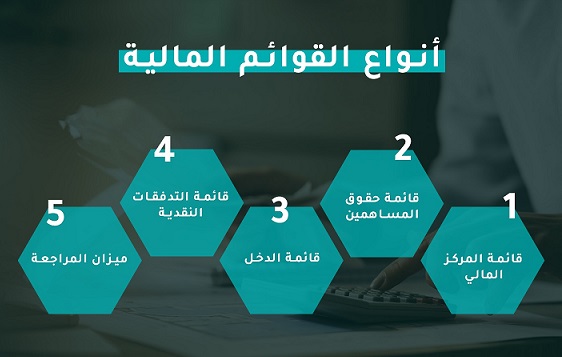 أنواع القوائم المالية
1
قائمة المركز
المالي
2
قائمة حقوق
المساهمين
3
قائمة الدخل
4
قائمة التدفقات
النقدية
5
ميزان المراجعة